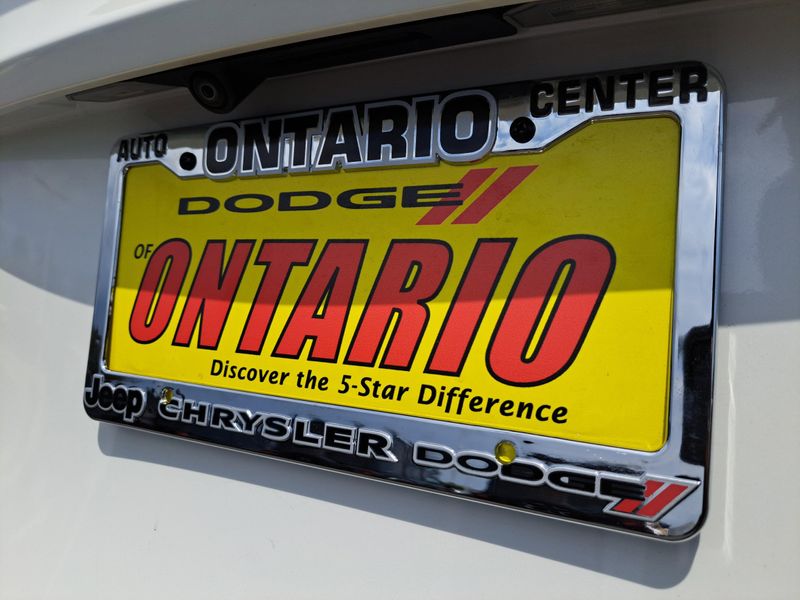 AUTO ONTARIO CENTER
DODGE
OF ONTARIO
Discover the 5-Star Difference
Jeep CHRYSLER DODGE